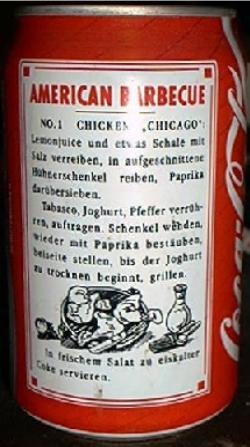 AMERICAN BARBECUE
NO.1 CHICKEN „CHICAGO":
Lemonjuice und etwas Schale mit
Salz verreiben, in aufgeschnittene
Hühnerschenkel reiben, Paprika
darübersieben.
Tabasco, Joghurt, Pfeffer verrüh-
ren, auftragen. Schenkel wenden,
wieder mit Paprika bestäuben,
beiseite stellen, bis der Joghurt
zu trocknen beginnt, grillen.
In frischem Salat zu eiskalter
Coke servieren.
Coca-Cola